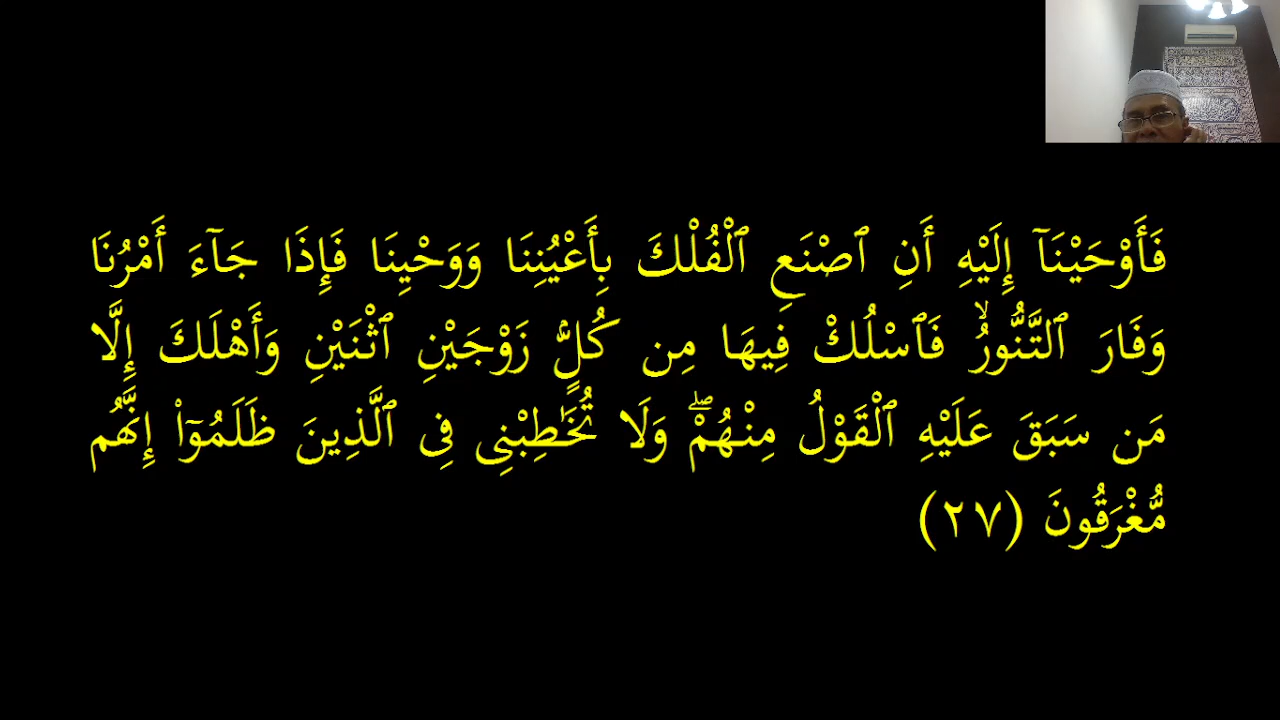 فَأَوْحَيْنَآ إِلَيْهِ أَنِ ٱصْنَعِ ٱلْفُلْكَ بِأَعْيُنِنَا وَوَحْيِنَا فَإِذَا جَآءَ أَمْرُنَا
وَفَارَ ٱلتَّنُّورُۙ فَٱسْلُكْ فِيهَا مِن كُلٍّۢ زَوْجَيْنِ ٱثْنَيْنِ وَأَهْلَكَ إِلَّا
مَن سَبَقَ عَلَيْهِ ٱلْقَوْلُ مِنْهُمْۖ وَلَا تُخَٰطِبْنِى فِى ٱلَّذِينَ ظَلَمُوٓا۟ إِنَّهُم
مُّغْرَقُونَ (٢٧)